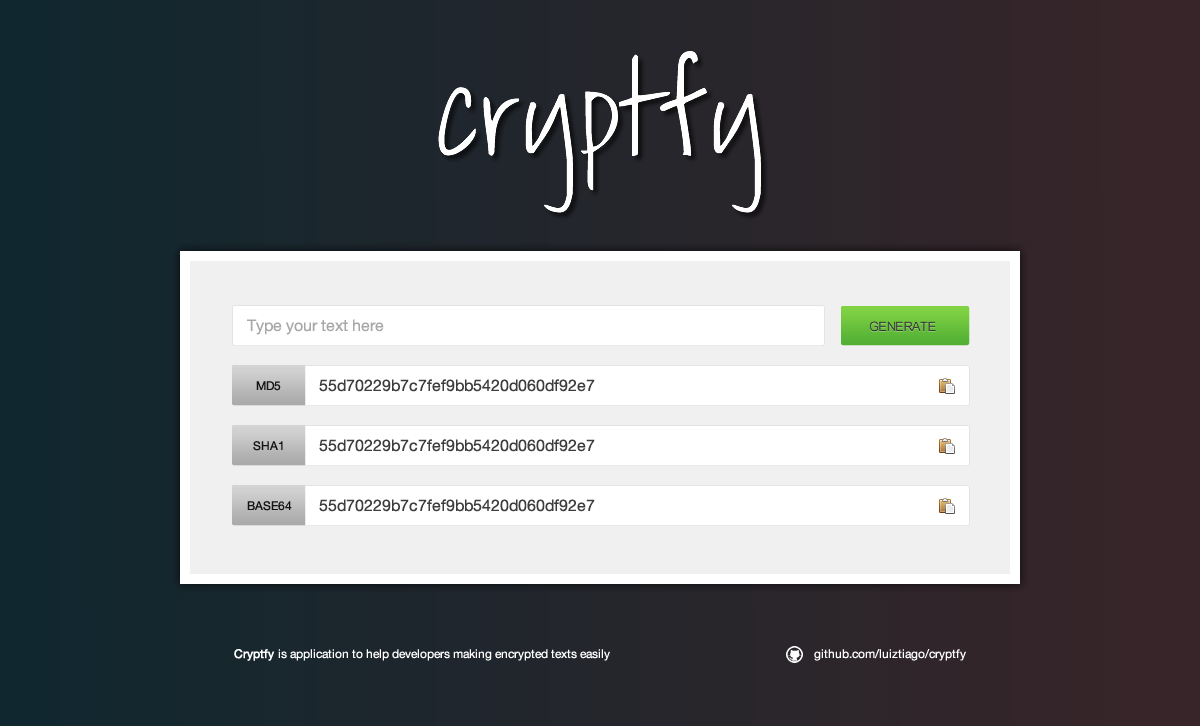 cryptfy
Type your text here
GENERATE
MD5
55d70229b7c7fef9bb5420d060df92e7
SHA1
55d70229b7c7fef9bb5420d060df92e7
BASE64
55d70229b7c7fef9bb5420d060df92e7
Cryptfy is application to help developers making encrypted texts easily
github.com/luiztiago/cryptfy